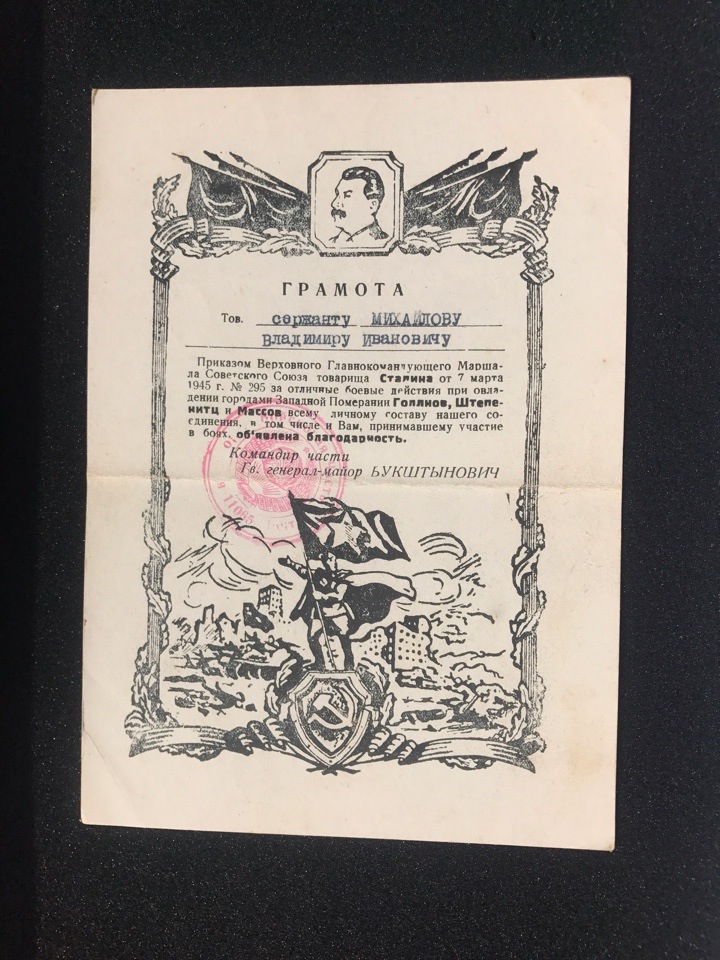 ГРАМОТА
Тов. сержанту МИХАЙЛОВУ
Владимиру Ивановичу
Приказом Верховного Главнокомандующего Марша-
ла Советского Союза товарища Сталина от 7 марта
1945 г. № 295 за отличные боевые действия при овла-
дении городами Западной Померании Голлнов, Штепе-
нитц и Массов всему личному составу нашего со-
единения, в том числе и Вам, принимавшему участие
в боях, об'явлена благодарность.
Командир части
Гв. генерал-майор БУКШТЫНОВИЧ